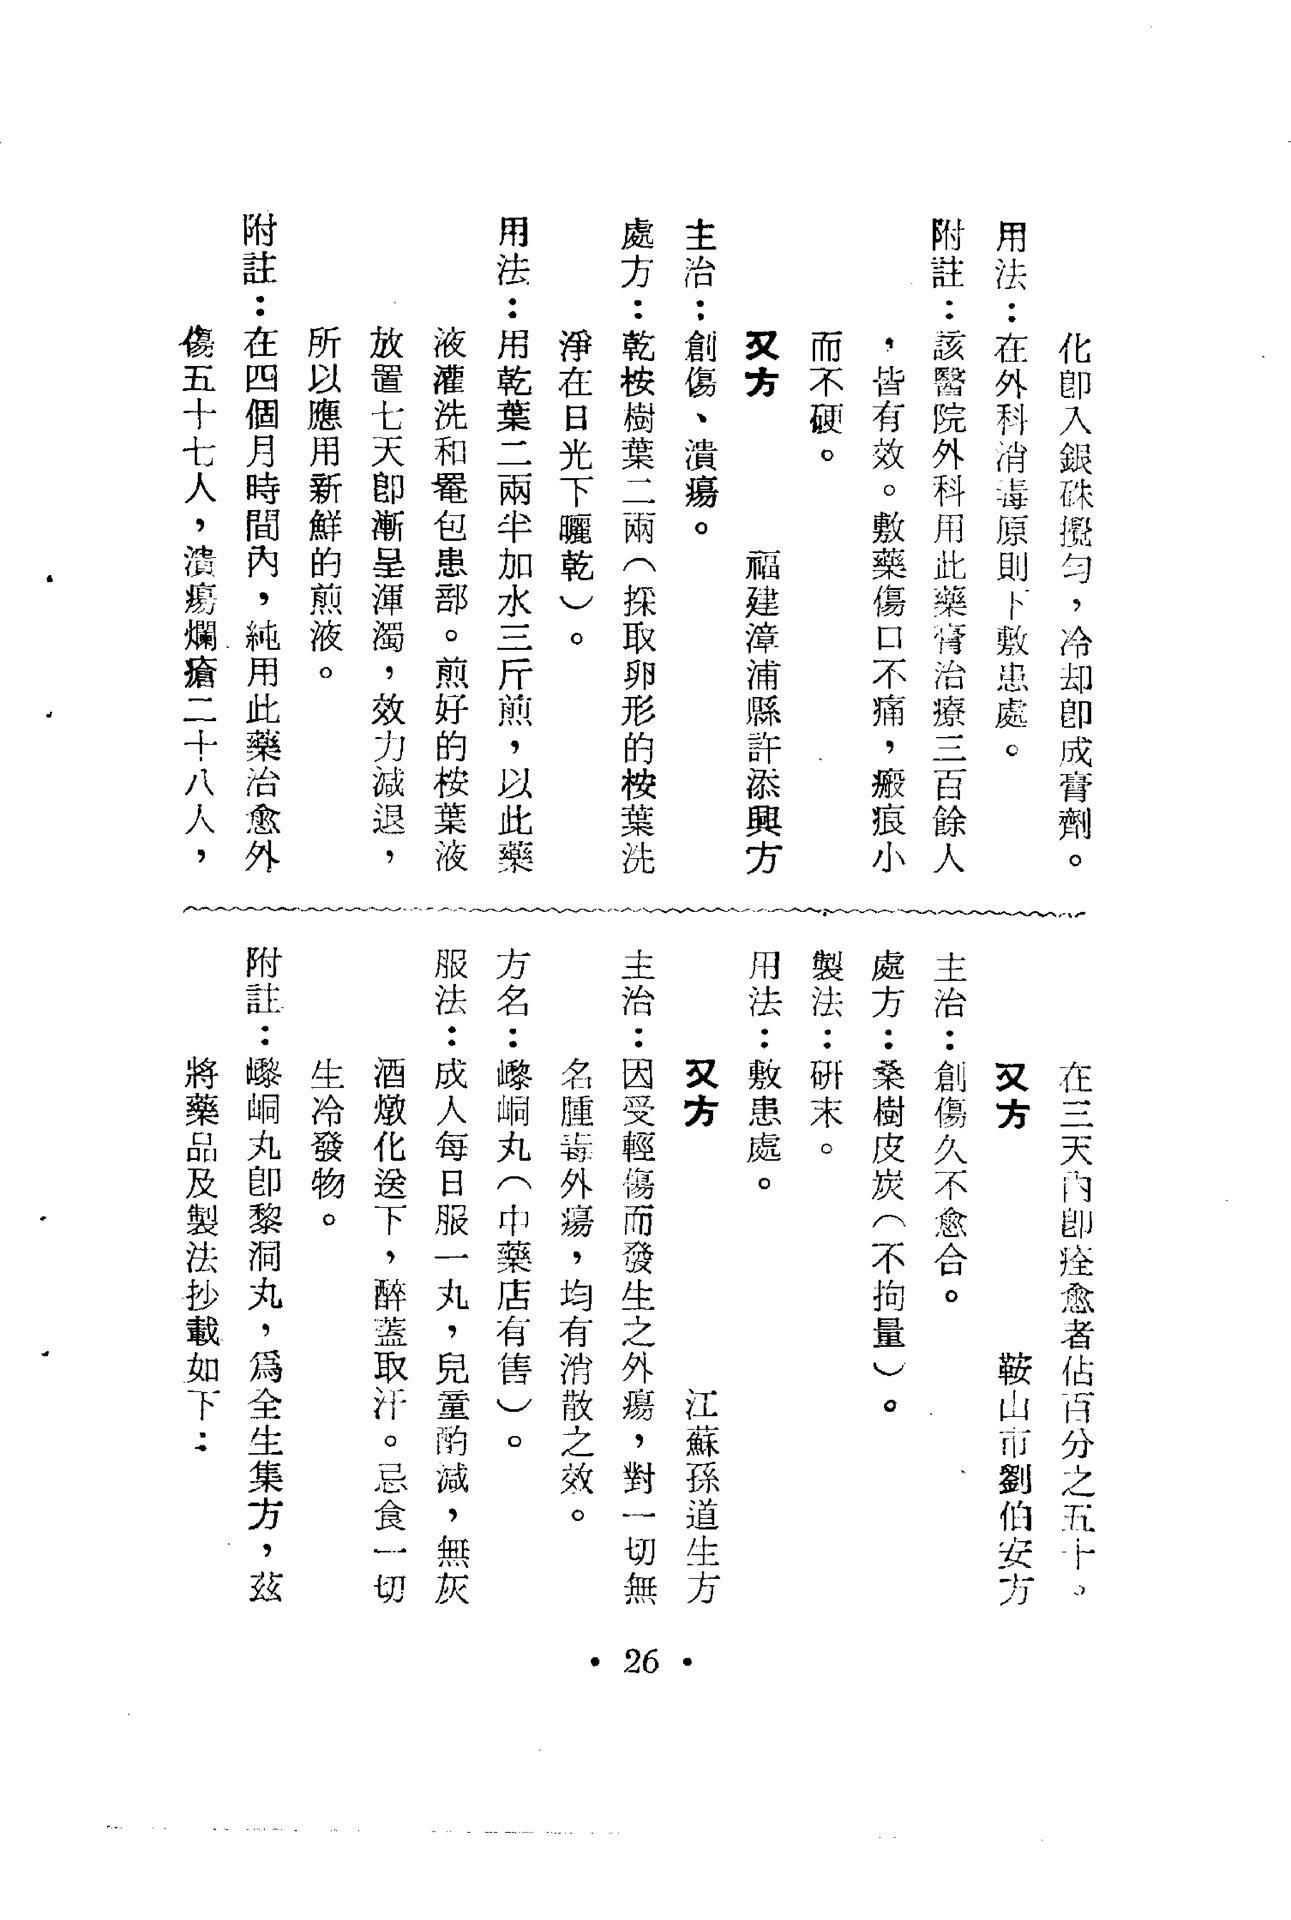 化卽入銀硃攪勻，冷却卽成膏劑。
用法：在外科消毒原則下敷患處。
附註：該醫院外科用此藥膏治療三百餘人
，皆有效。敷藥傷口不痛，瘢痕小
而不硬。
又方　福建漳浦縣許添興方
主治：創傷、潰瘍。
處方：乾桉樹葉二兩（採取卵形的桉葉洗
淨在日光下曬乾）。
用法：用乾葉二兩半加水三斤煎，以此藥
液灌洗和罨包患部。煎好的桉葉液
放置七天卽漸呈渾濁，效力減退，
所以應用新鮮的煎液。
附註：在四個月時間內，純用此藥治愈外
傷五十七人，潰瘍爛瘡二十八人，
在三天內卽痊愈者佔百分之五十。
又方　鞍山市劉伯安方
主治：創傷久不愈合。
處方：桑樹皮炭（不拘量）。
製法：研末。
用法：敷患處。
又方　江蘇孫道生方
主治：因受輕傷而發生之外瘍，對一切無
名腫毒外瘍，均有消散之效。
方名：嚟峒丸（中藥店有售）。
服法：成人每日服一丸，兒童酌減，無灰
酒燉化送下，醉蓋取汗。忌食一切
生冷發物。
附註：嚟峒丸卽黎洞丸，爲全生集方，茲
將藥品及製法抄載如下：
• 26 •